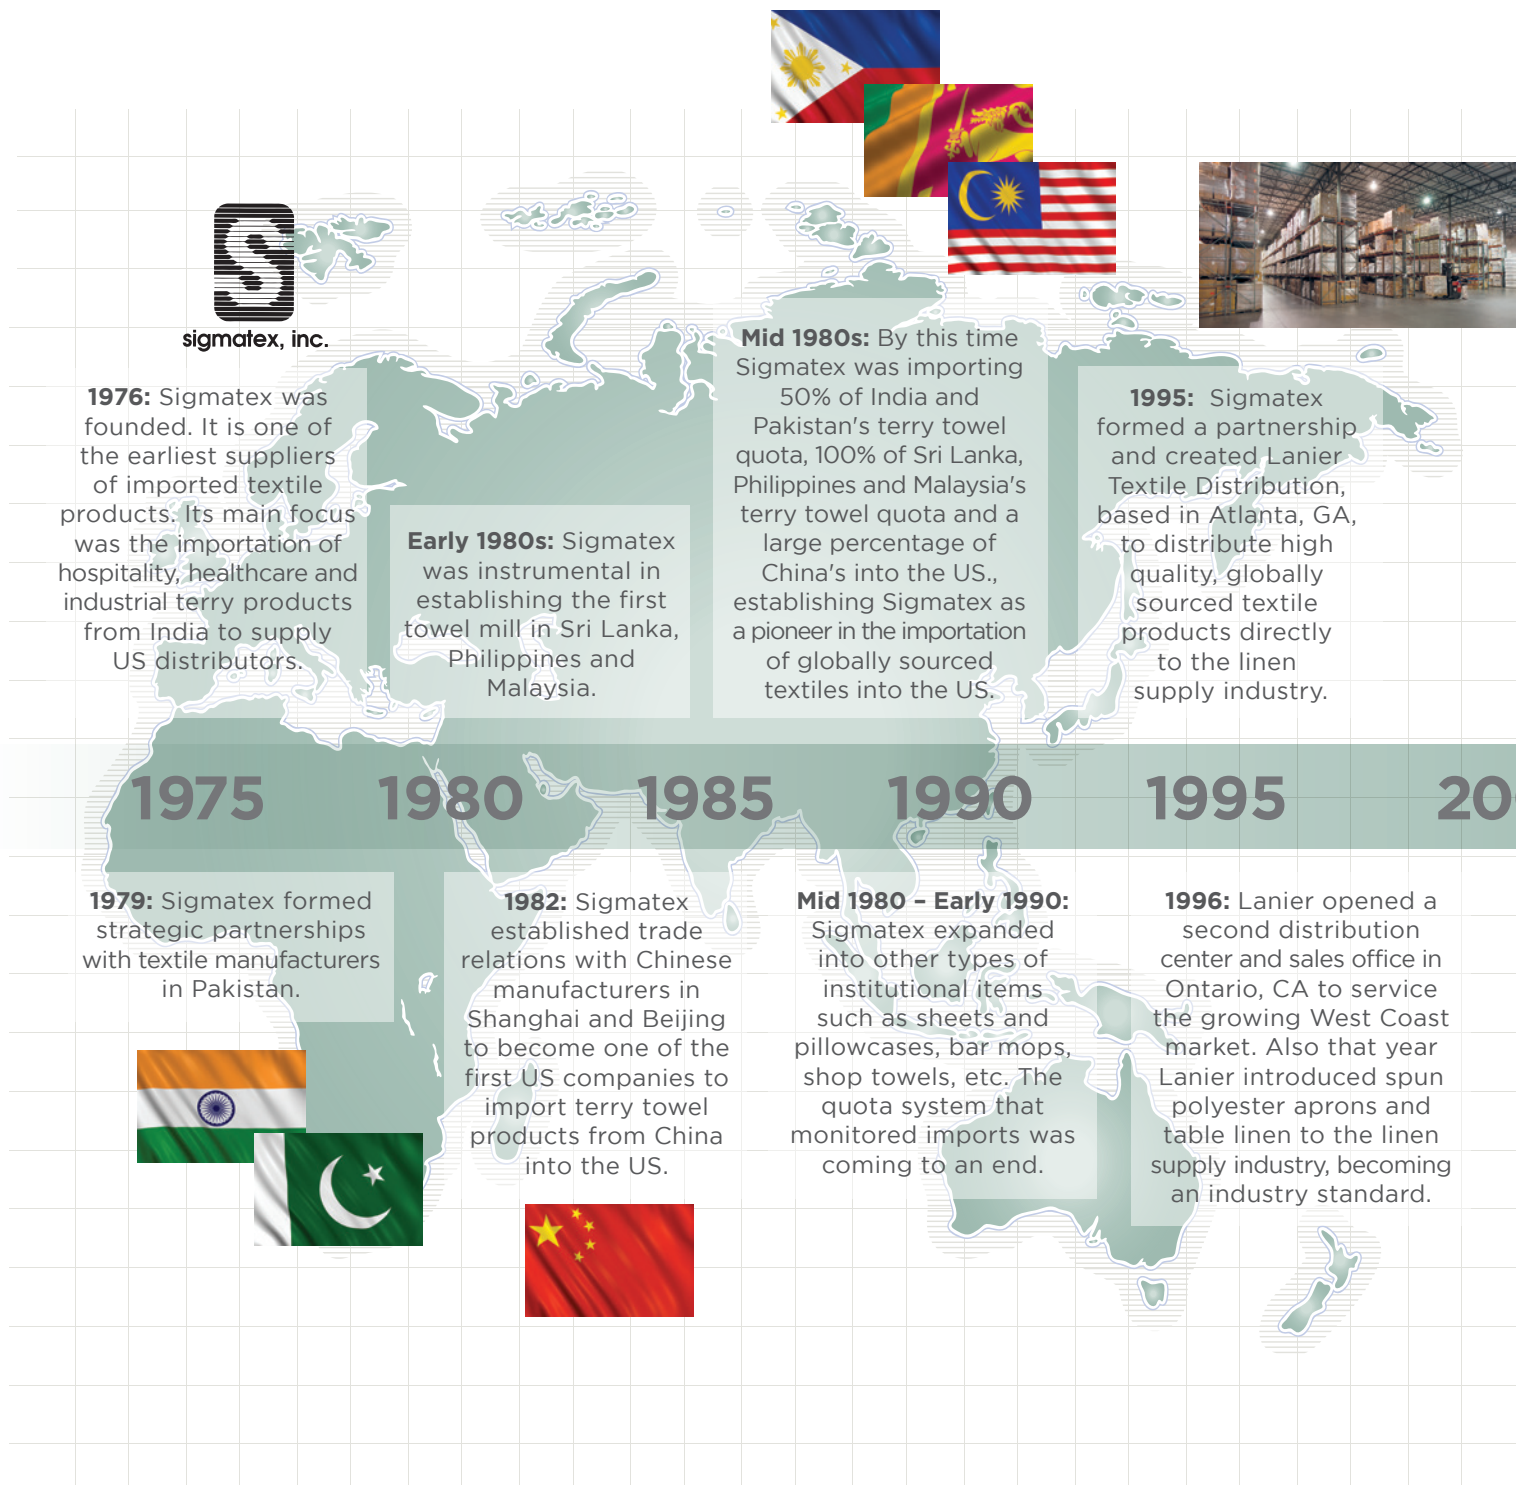 S
sigmatex, inc.
1976: Sigmatex was
founded. It is one of
the earliest suppliers
of imported textile
products. Its main focus
was the importation of
hospitality, healthcare and
industrial terry products
from India to supply
US distributors.
Early 1980s: Sigmatex
was instrumental in
establishing the first
towel mill in Sri Lanka,
Philippines and
Malaysia.
Mid 1980s: By this time
Sigmatex was importing
50% of India and
Pakistan's terry towel
quota, 100% of Sri Lanka,
Philippines and Malaysia's
terry towel quota and a
large percentage of
China's into the US.,
establishing Sigmatex as
a pioneer in the importation
of globally sourced
textiles into the US.
1995: Sigmatex
formed a partnership
and created Lanier
Textile Distribution,
based in Atlanta, GA,
to distribute high
quality, globally
sourced textile
products directly
to the linen
supply industry.
1975 1980 1985 1990 1995 20
1979: Sigmatex formed
strategic partnerships
with textile manufacturers
in Pakistan.
1982: Sigmatex
established trade
relations with Chinese
manufacturers in
Shanghai and Beijing
to become one of the
first US companies to
import terry towel
products from China
into the US.
Mid 1980 – Early 1990:
Sigmatex expanded
into other types of
institutional items
such as sheets and
pillowcases, bar mops,
shop towels, etc. The
quota system that
monitored imports was
coming to an end.
1996: Lanier opened a
second distribution
center and sales office in
Ontario, CA to service
the growing West Coast
market. Also that year
Lanier introduced spun
polyester aprons and
table linen to the linen
supply industry, becoming
an industry standard.